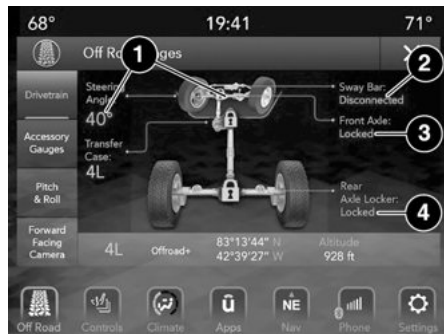 68°
19:41
71°
Off Road
ges
1
2
3
4
Drivetrain
Accessory
Gauges
Pitch
& Roll
Forward
Facing
Camera
Steering
Angle:
40°
Transfer
Case:
4L
Sway Bar:
Disconnected
Front Axle:
Locked
Rear
Axle Locker:
Locked
4L
Offroad+
83°13'44" N
42°39'27" W
Altitude
928 ft
û
NE
Off Road
Controls
Climate
Apps
Nav
Phone
Settings